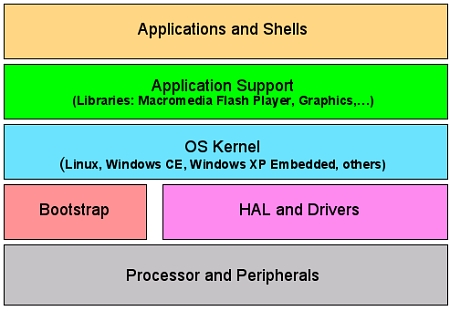 Applications and Shells
Application Support
(Libraries: Macromedia Flash Player, Graphics,...)
OS Kernel
(Linux, Windows CE, Windows XP Embedded, others)
Bootstrap
HAL and Drivers
Processor and Peripherals